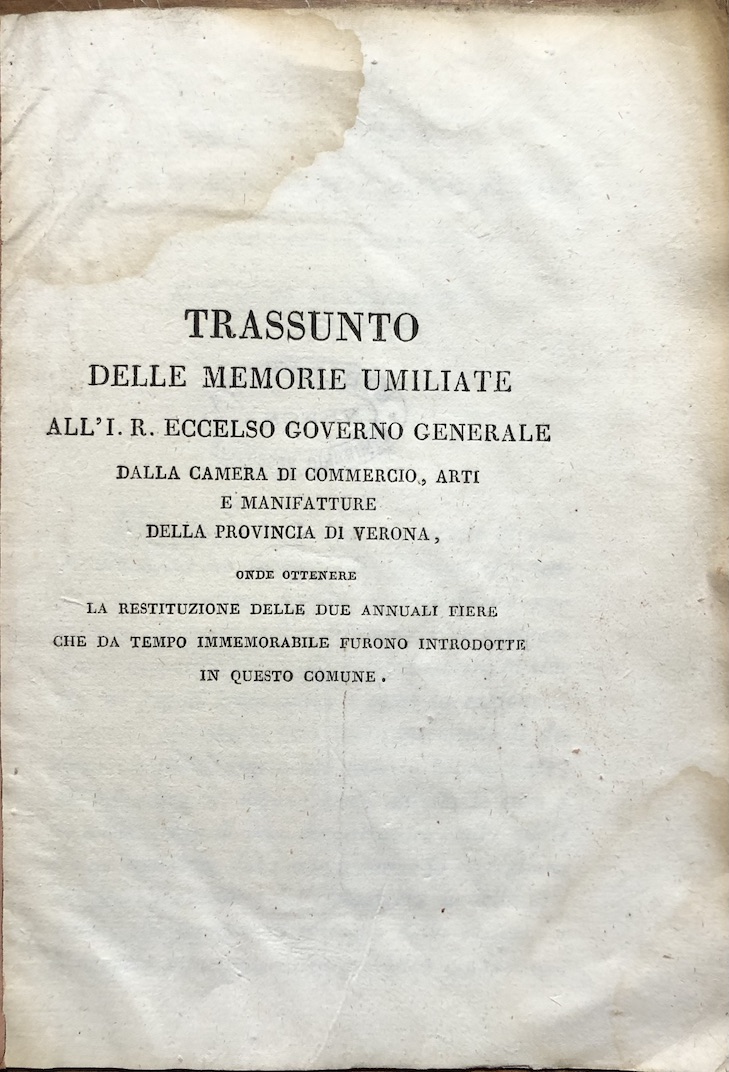 TRASSUNTO
DELLE MEMORIE UMILIATE
ALL' I. R. ECCELSO GOVERNO GENERALE
DALLA CAMERA DI COMMERCIO, ARTI
E MANIFATTURE
DELLA PROVINCIA DI VERONA,
ONDE OTTENERE
LA RESTITUZIONE DELLE DUE ANNUALI FIERE
CHE DA TEMPO IMMEMORABILE FURONO INTRODOTTE
IN QUESTO COMUNE.